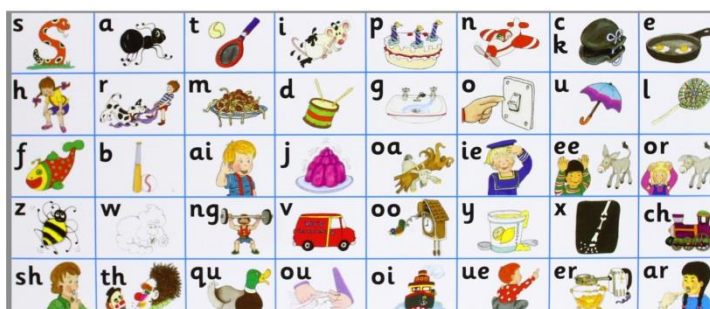 s a t i p n c k e
h r m d g o u l
f b ai j oa ie ee or
z w ng v oo y x ch
sh th qu ou oi ue er ar